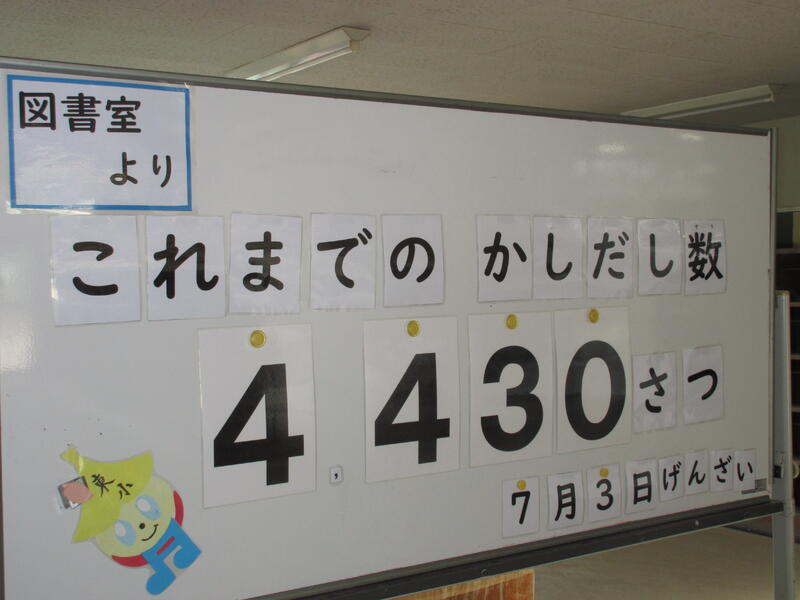 図書室
より
これまでの かしだし数
4,430さつ
7月3日げんざい
東小